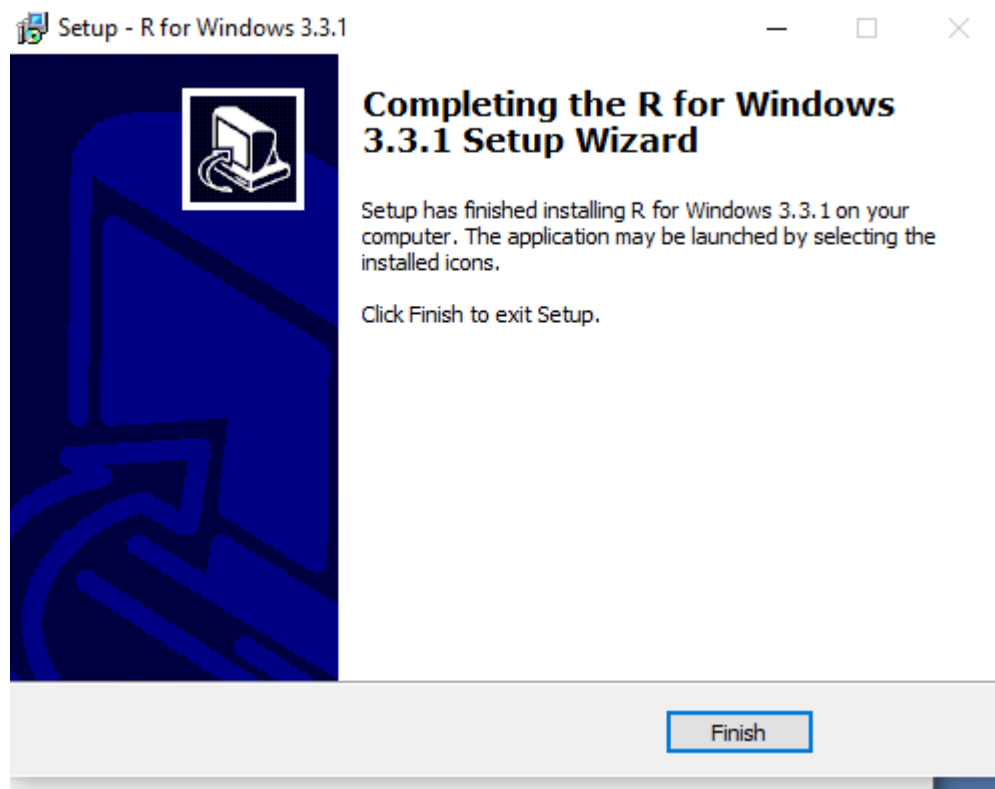 Setup - R for Windows 3.3.1
Completing the R for Windows
3.3.1 Setup Wizard
Setup has finished installing R for Windows 3.3.1 on your
computer. The application may be launched by selecting the
installed icons.
Click Finish to exit Setup.
Finish